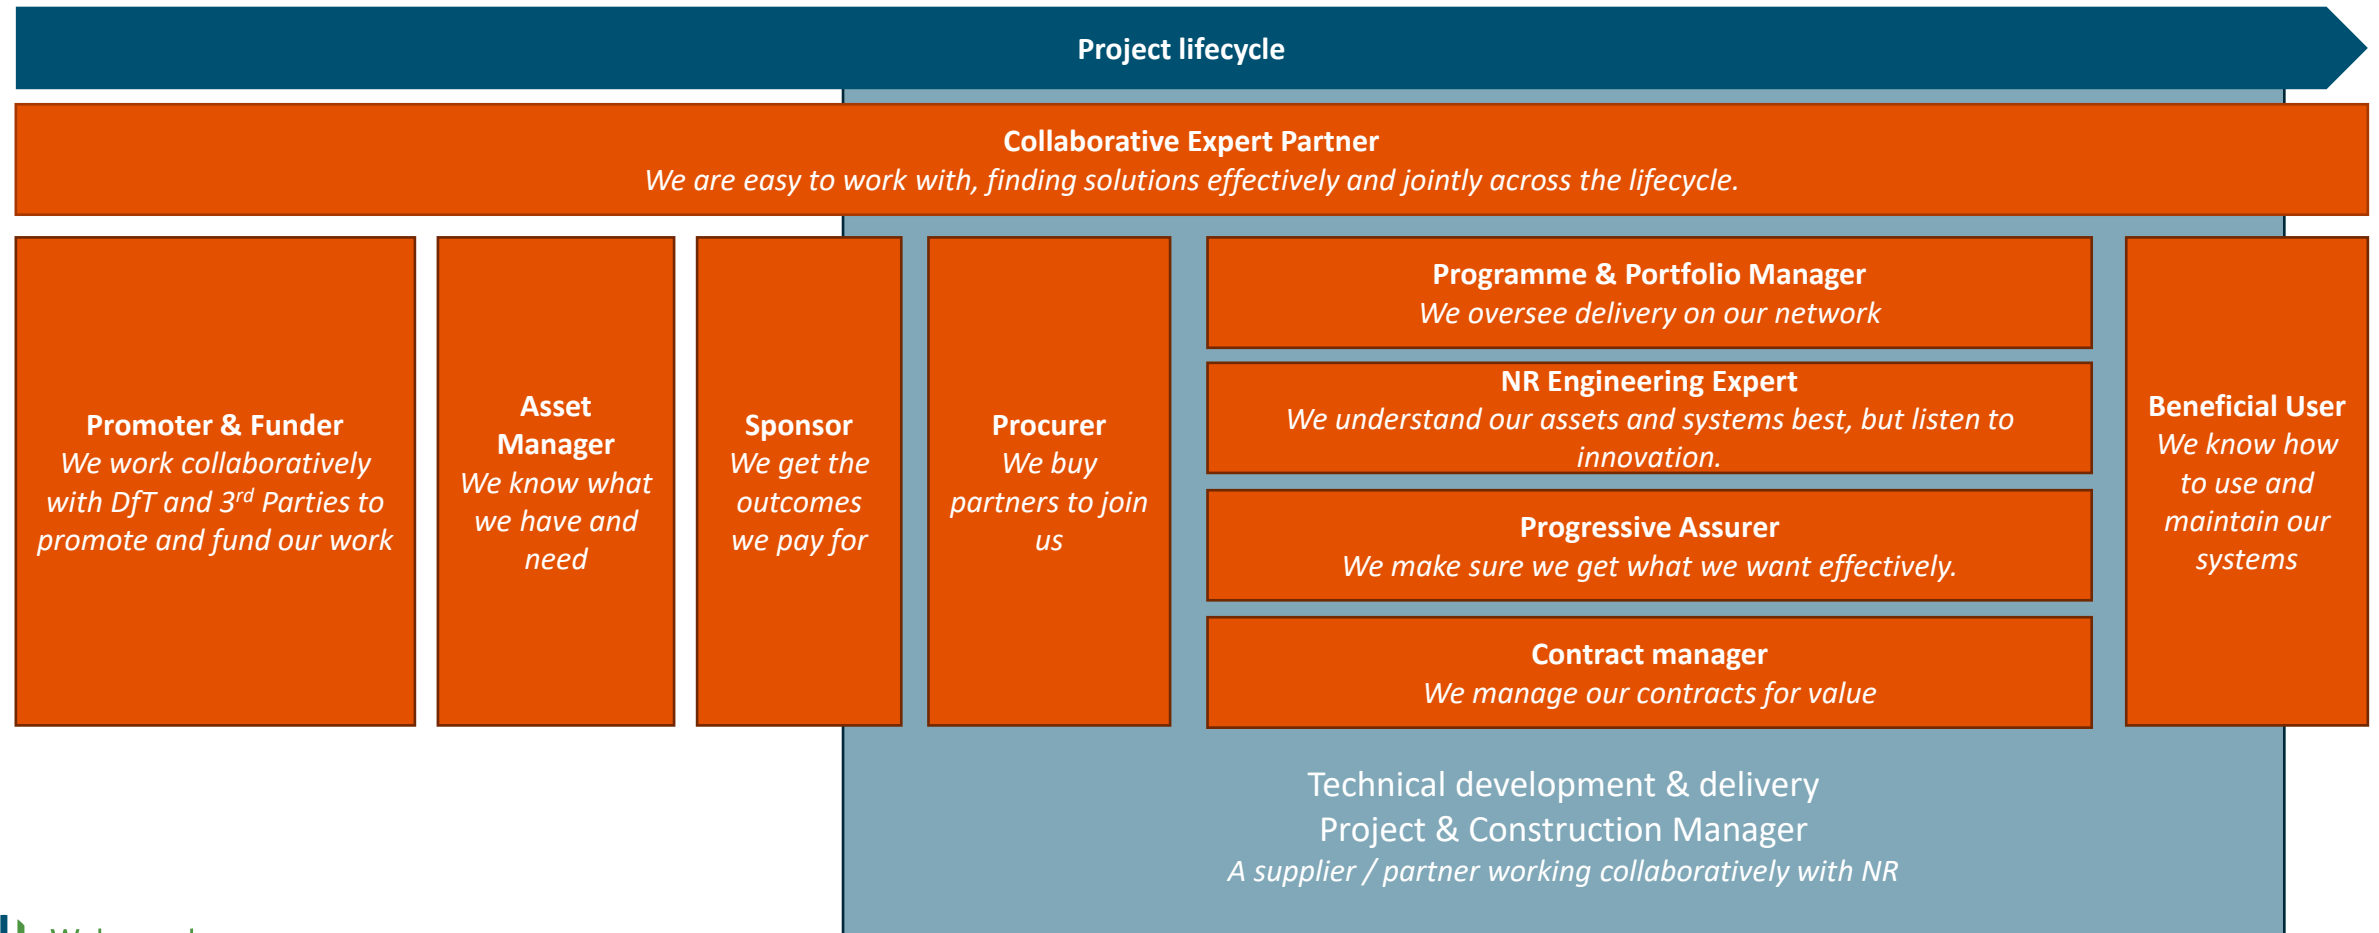 Project lifecycle
Collaborative Expert Partner
We are easy to work with, finding solutions effectively and jointly across the lifecycle.
Promoter & Funder
We work collaboratively
with DfT and 3rd Parties to
promote and fund our work
Asset
Manager
We know what
we have and
need
Sponsor
We get the
outcomes
we pay for
Procurer
We buy
partners to join
us
Programme & Portfolio Manager
We oversee delivery on our network
NR Engineering Expert
We understand our assets and systems best, but listen to
innovation.
Progressive Assurer
We make sure we get what we want effectively.
Contract manager
We manage our contracts for value
Beneficial User
We know how
to use and
maintain our
systems
Technical development & delivery
Project & Construction Manager
A supplier / partner working collaboratively with NR